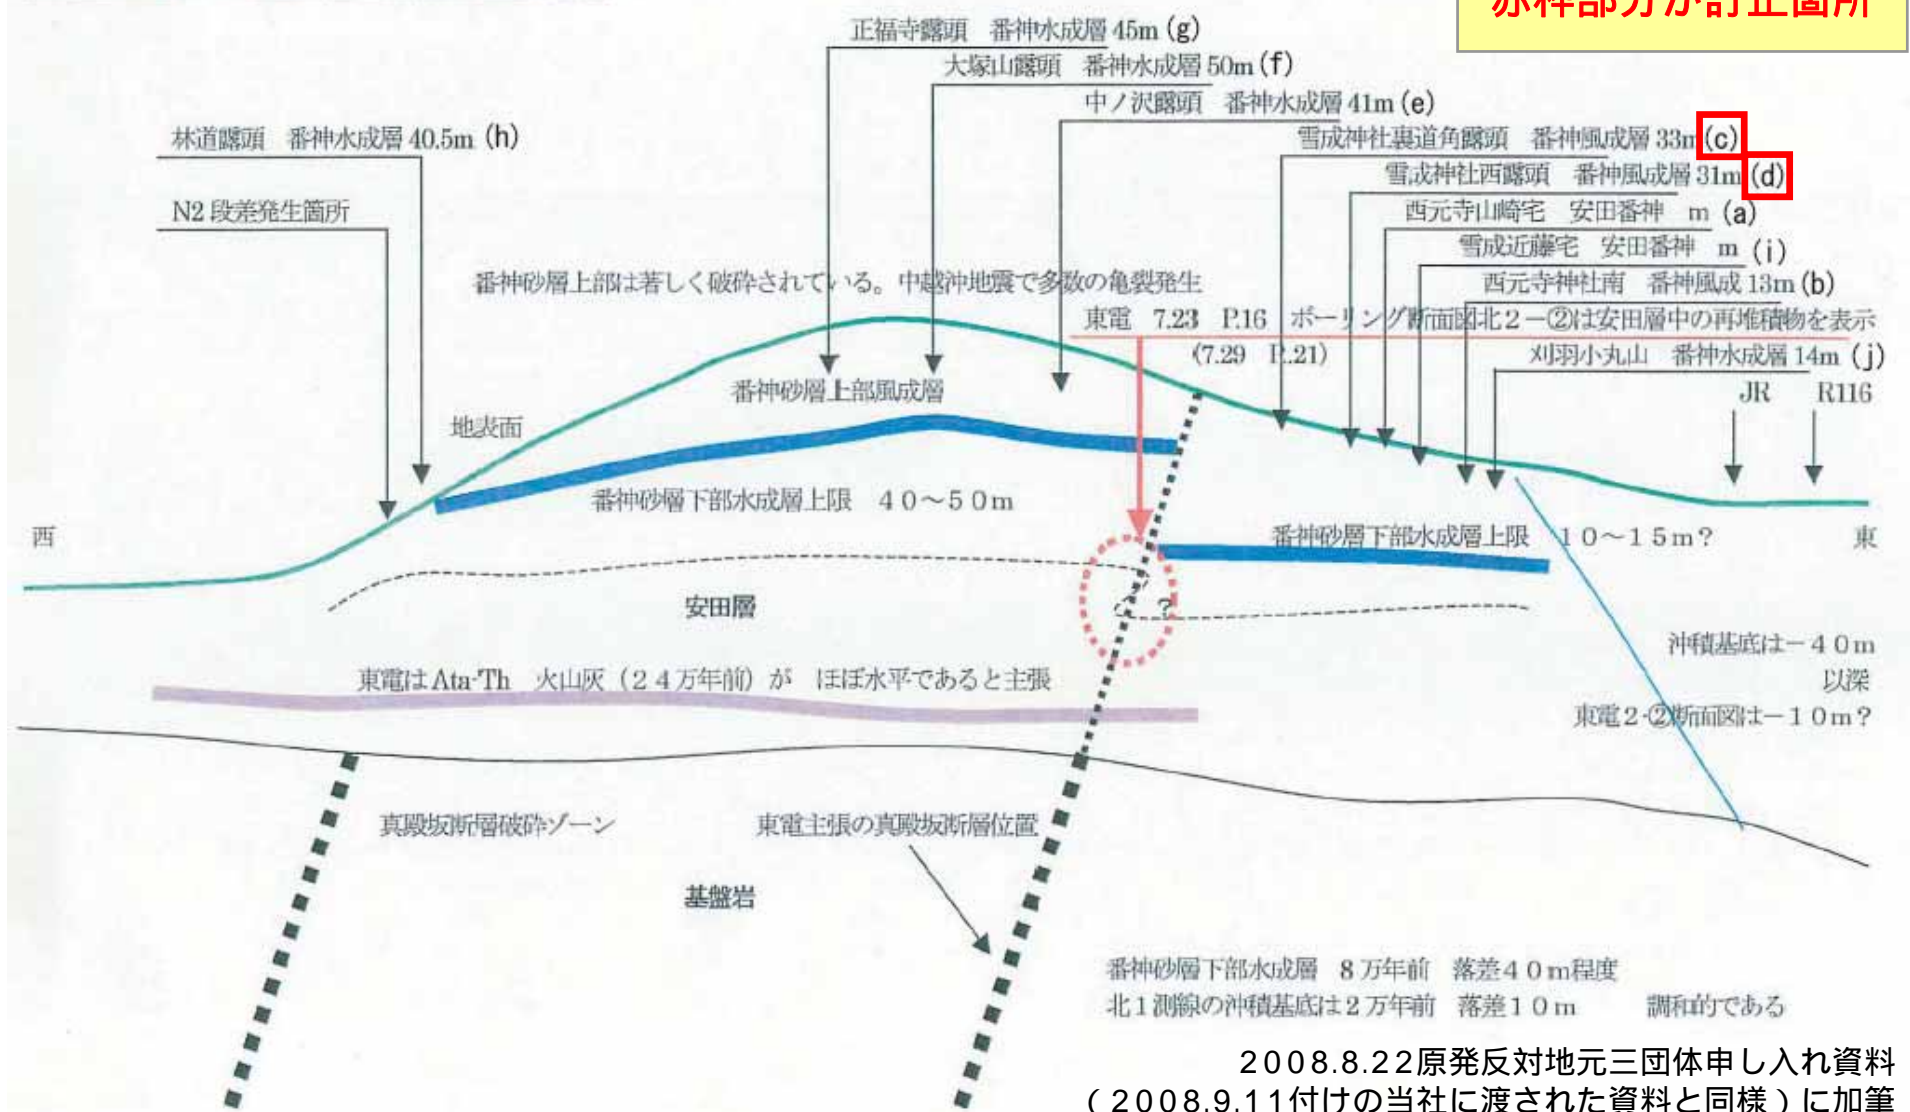 赤枠部分が訂正箇所
正福寺露頭　番神水成層 45m (g)
大塚山露頭　番神水成層 50m (f)
中ノ沢露頭　番神水成層 41m (e)
林道露頭　番神水成層 40.5m (h)
雪成神社裏道角露頭　番神風成層 33m (c)
雪成神社西露頭　番神風成層 31m (d)
N2 段差発生箇所
西元寺山崎宅　安田番神　m (a)
雪成近藤宅　安田番神　m (i)
番神砂層上部は著しく破砕されている。中越沖地震で多数の亀裂発生
西元寺神社南　番神風成 13m (b)
東電　7.23　P.16　ボーリング断面図北２－②は安田層中の再堆積物を表示
(7.29　P.21)
刈羽小丸山　番神水成層 14m (j)
JR　R116
番神砂層上部風成層
地表面
番神砂層下部水成層上限　４０～５０ｍ
西
番神砂層下部水成層上限　１０～１５ｍ？
東
安田層
？
沖積基底は－４０ｍ
以深
東電はAta-Th　火山灰（２４万年前）が　ほぼ水平であると主張
東電２-②断面図は－１０ｍ？
真殿坂断層破砕ゾーン
東電主張の真殿坂断層位置
基盤岩
番神砂層下部水成層　８万年前　落差４０ｍ程度
北１測線の沖積基底は２万年前　落差１０ｍ　調和的である
２００８.８.２２原発反対地元三団体申し入れ資料
（２００８.９.１１付けの当社に渡された資料と同様）に加筆